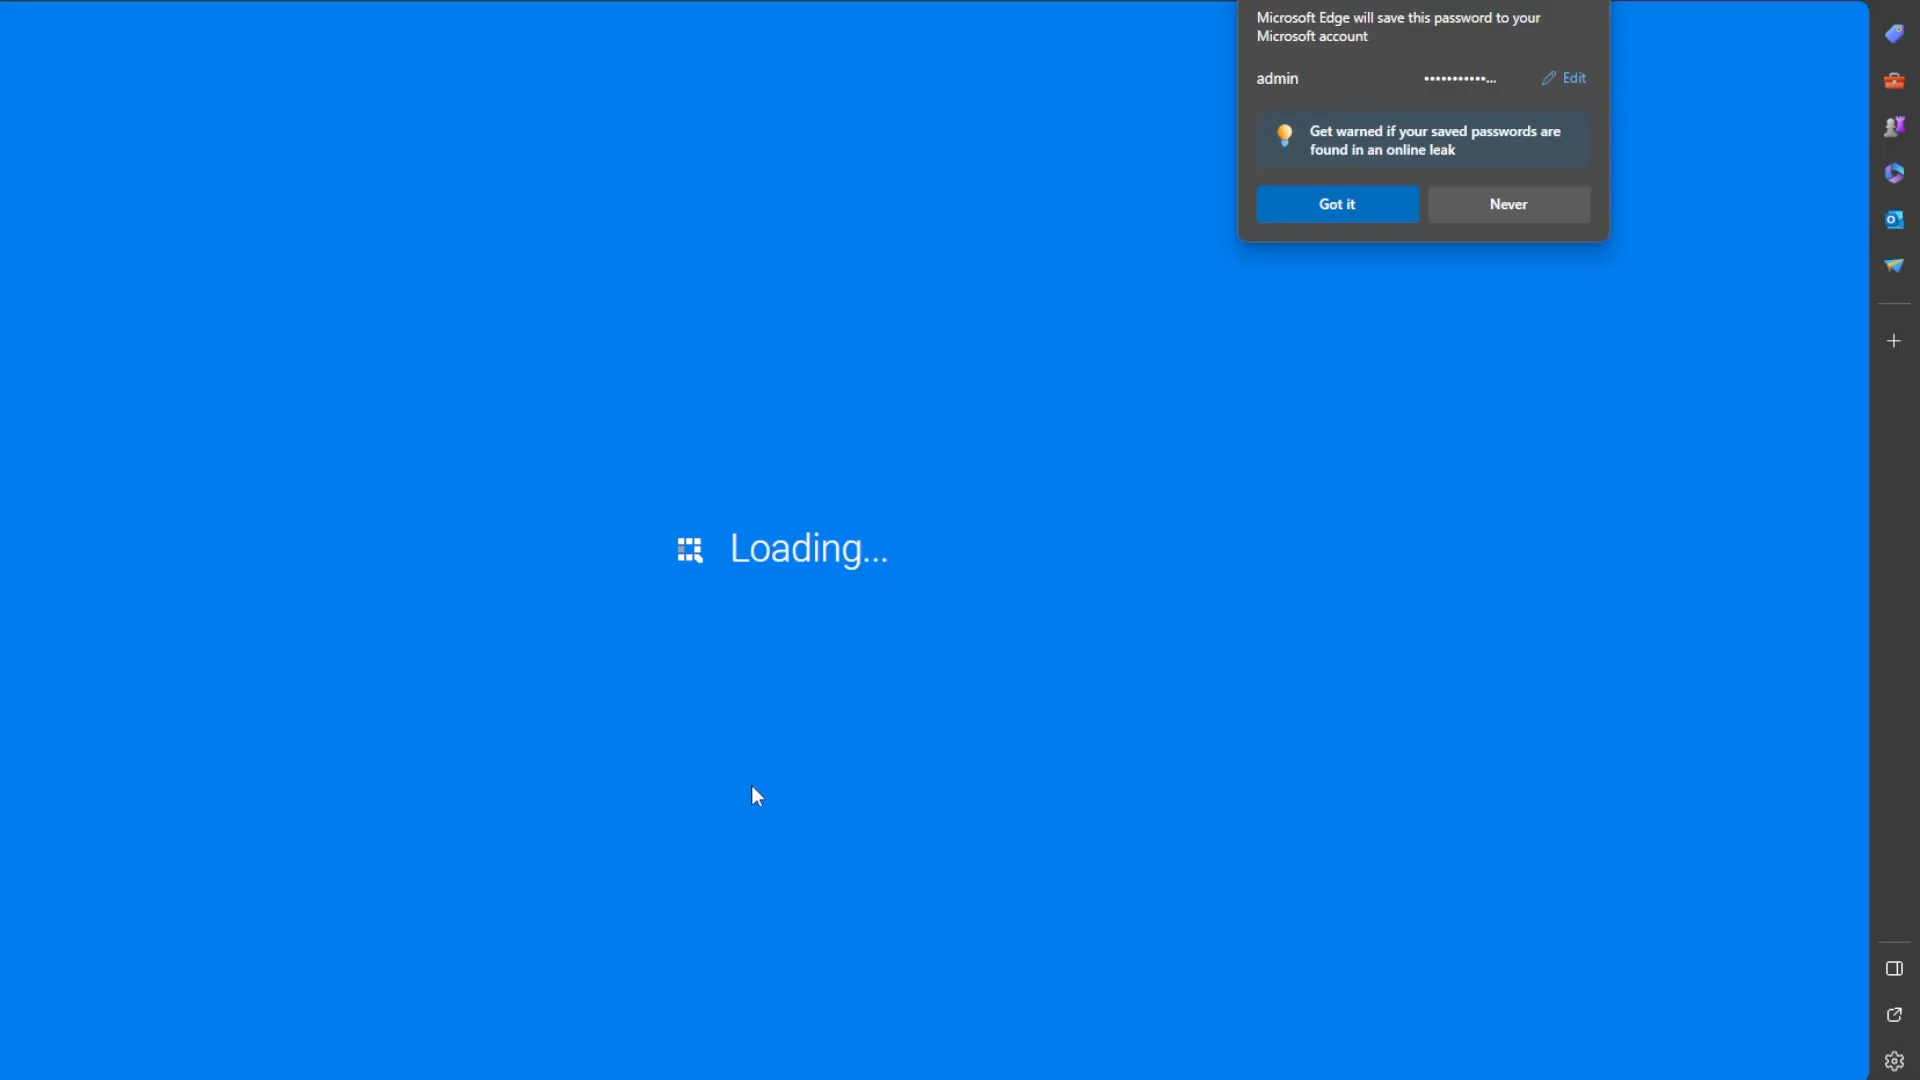 Microsoft Edge will save this password to your
Microsoft account
admin
••••••••••••...
Edit
Get warned if your saved passwords are
found in an online leak
Got it
Never
Loading...